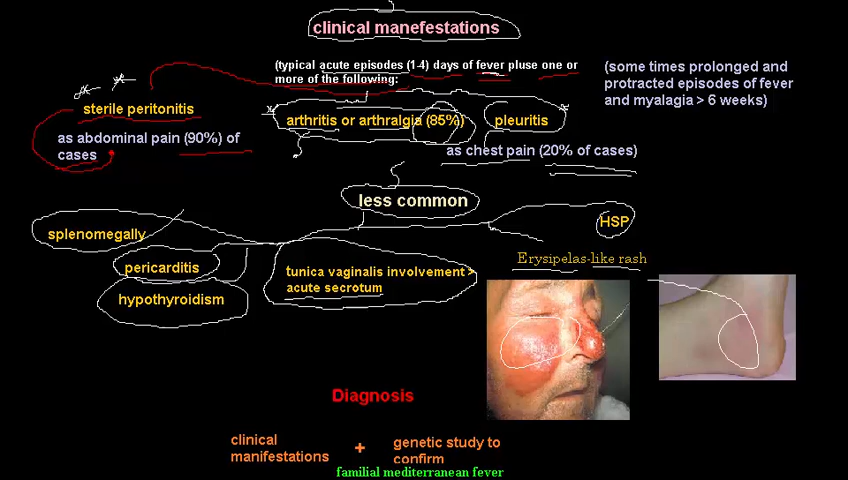 clinical manefestations
(typical acute episodes (1-4) days of fever pluse one or
more of the following:
(some times prolonged and
protracted episodes of fever
and myalagia > 6 weeks)
sterile peritonitis
as abdominal pain (90%) of
cases
arthritis or arthralgia (85%)
pleuritis
as chest pain (20% of cases)
less common
splenomegally
pericarditis
hypothyroidism
tunica vaginalis involvement >
acute secrotum
HSP
Erysipelas-like rash
Diagnosis
clinical
manifestations
+
genetic study to
confirm
familial mediterranean fever